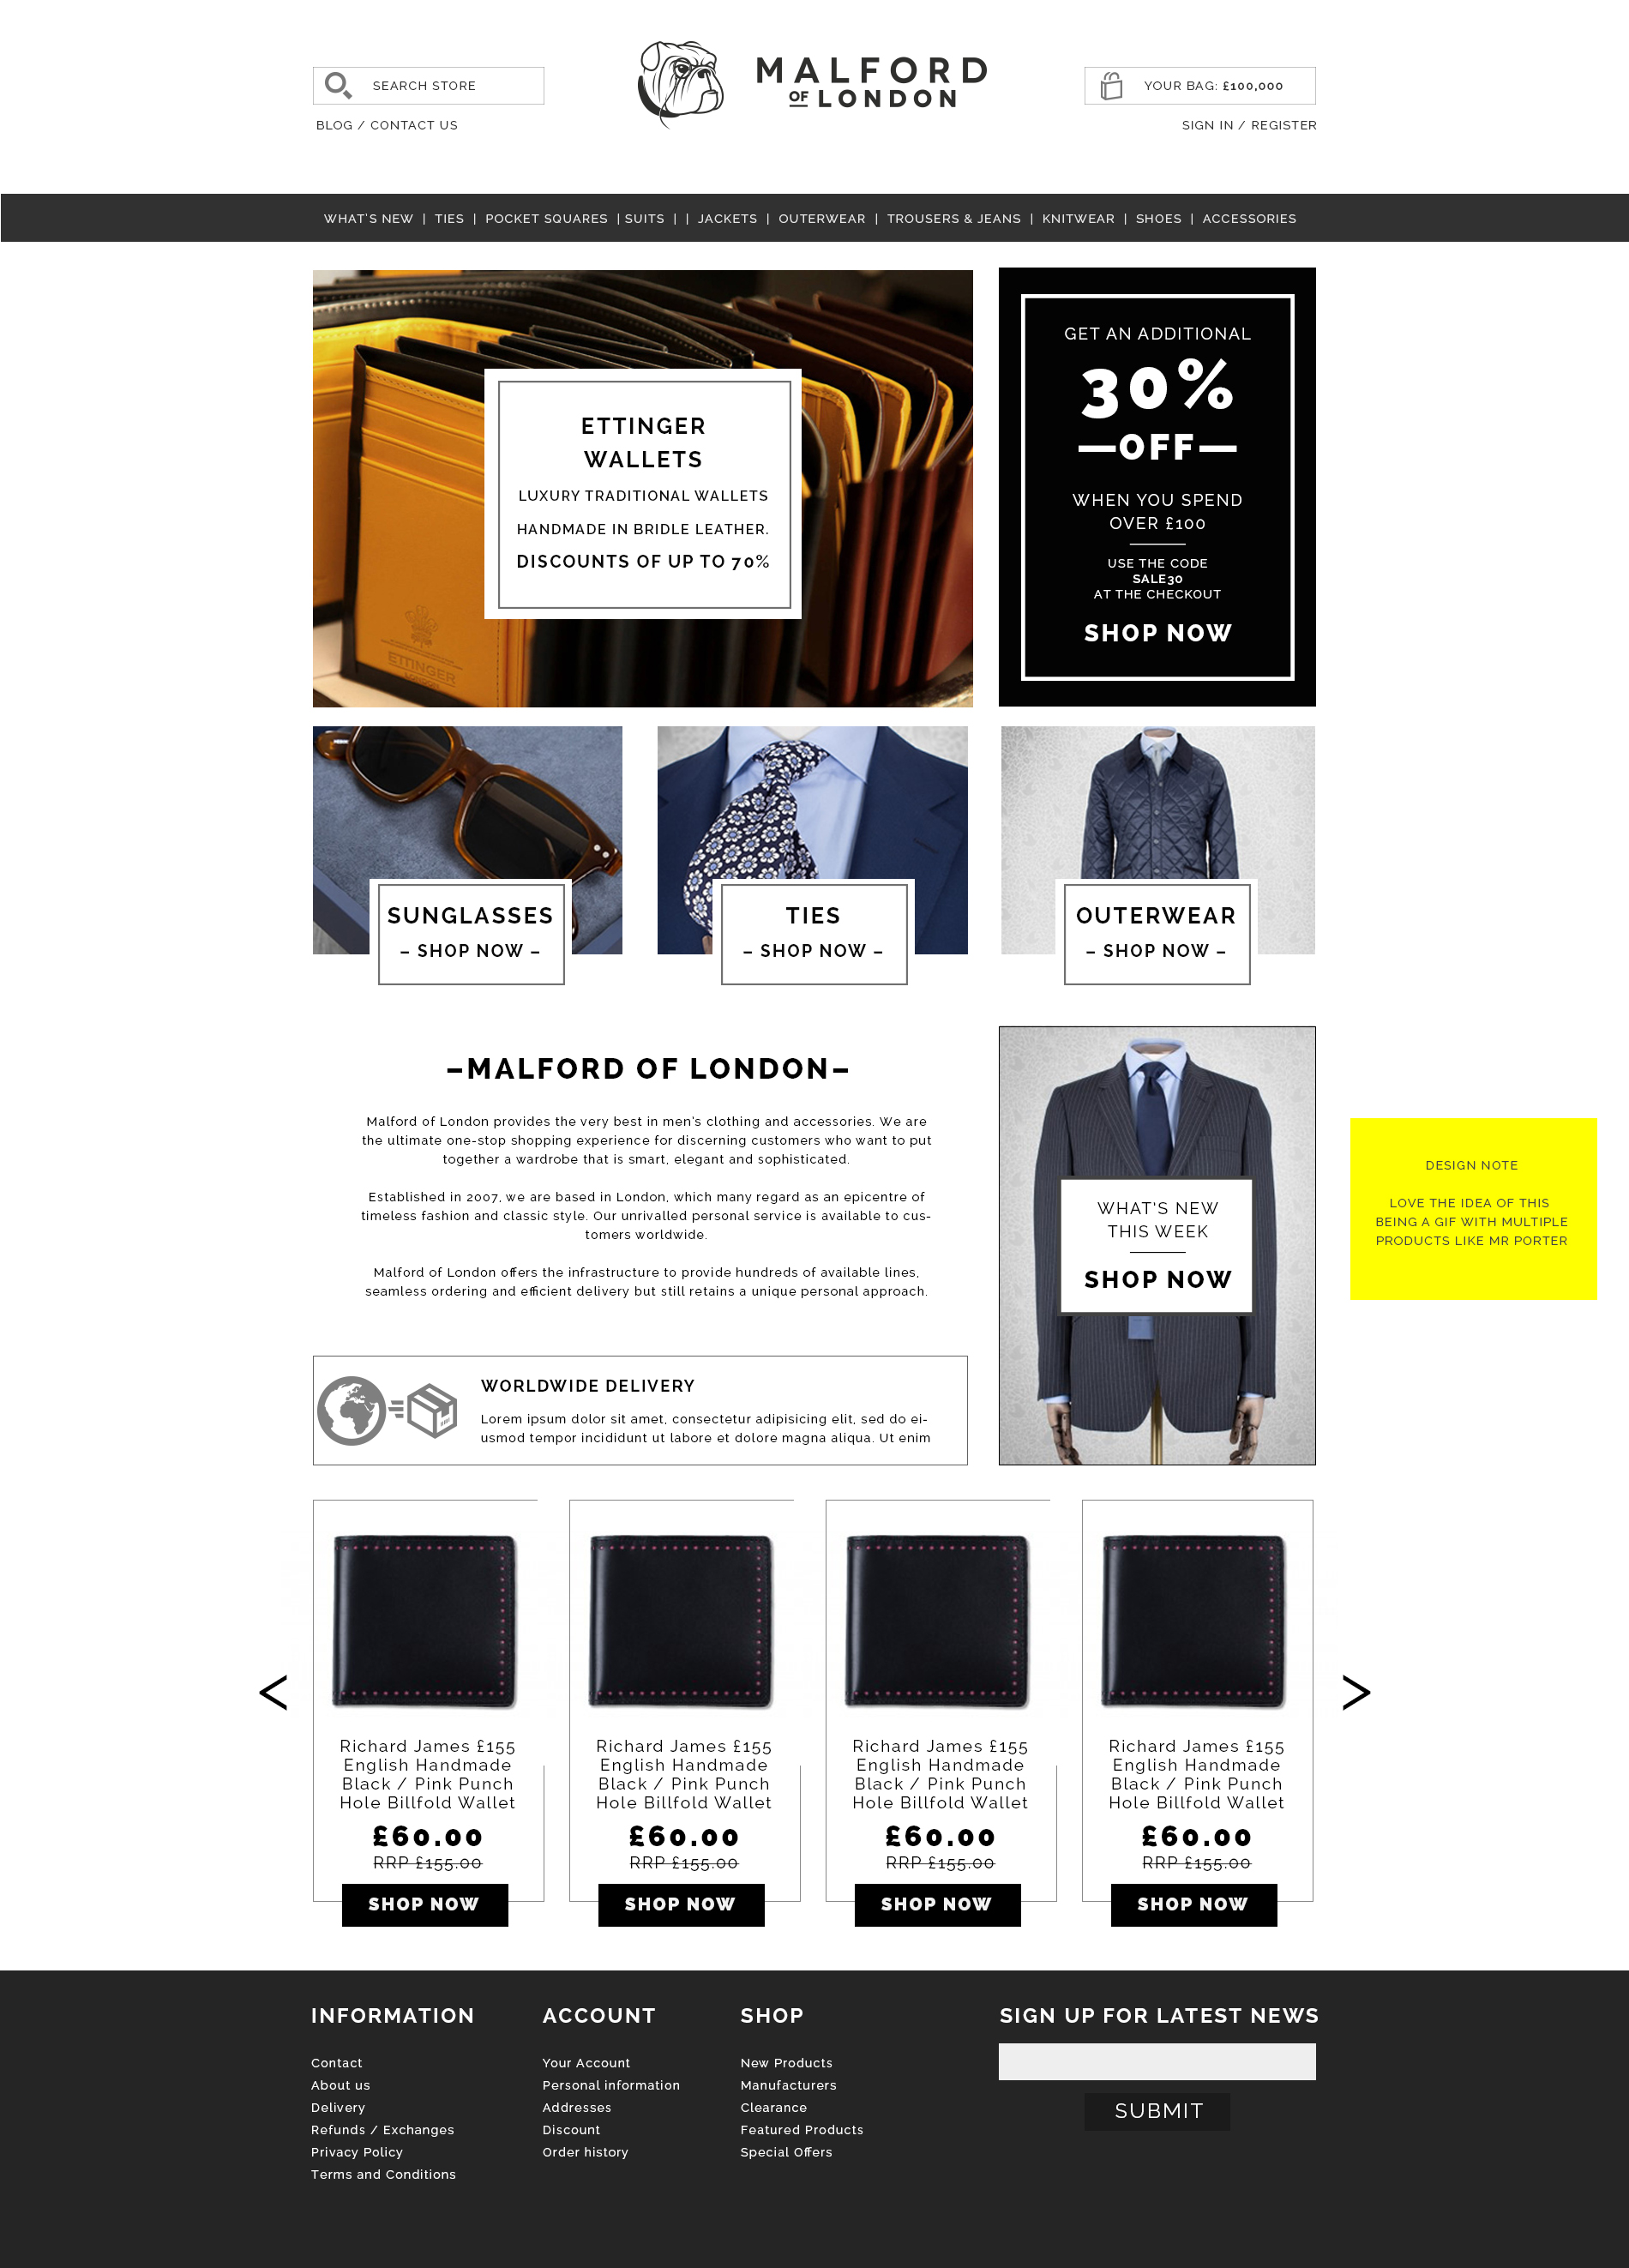 SEARCH STORE
BLOG / CONTACT US
MALFORD
OF LONDON
YOUR BAG: £100,000
SIGN IN / REGISTER
WHAT'S NEW | TIES | POCKET SQUARES | SUITS | | JACKETS | OUTERWEAR | TROUSERS & JEANS | KNITWEAR | SHOES | ACCESSORIES
ETTINGER
WALLETS
LUXURY TRADITIONAL WALLETS
HANDMADE IN BRIDLE LEATHER.
DISCOUNTS OF UP TO 70%
ETTINGER
LONDON
GET AN ADDITIONAL
30%
—OFF—
WHEN YOU SPEND
OVER £100
USE THE CODE
SALE30
AT THE CHECKOUT
SHOP NOW
SUNGLASSES
– SHOP NOW –
TIES
– SHOP NOW –
OUTERWEAR
– SHOP NOW –
–MALFORD OF LONDON–
Malford of London provides the very best in men's clothing and accessories. We are
the ultimate one-stop shopping experience for discerning customers who want to put
together a wardrobe that is smart, elegant and sophisticated.
Established in 2007, we are based in London, which many regard as an epicentre of
timeless fashion and classic style. Our unrivalled personal service is available to cus-
tomers worldwide.
Malford of London offers the infrastructure to provide hundreds of available lines,
seamless ordering and efficient delivery but still retains a unique personal approach.
WHAT'S NEW
THIS WEEK
SHOP NOW
DESIGN NOTE
LOVE THE IDEA OF THIS
BEING A GIF WITH MULTIPLE
PRODUCTS LIKE MR PORTER
WORLDWIDE DELIVERY
Lorem ipsum dolor sit amet, consectetur adipisicing elit, sed do ei-
usmod tempor incididunt ut labore et dolore magna aliqua. Ut enim
<
Richard James £155
English Handmade
Black / Pink Punch
Hole Billfold Wallet
£60.00
RRP £155.00
SHOP NOW
Richard James £155
English Handmade
Black / Pink Punch
Hole Billfold Wallet
£60.00
RRP £155.00
SHOP NOW
Richard James £155
English Handmade
Black / Pink Punch
Hole Billfold Wallet
£60.00
RRP £155.00
SHOP NOW
Richard James £155
English Handmade
Black / Pink Punch
Hole Billfold Wallet
£60.00
RRP £155.00
SHOP NOW
>
INFORMATION
Contact
About us
Delivery
Refunds / Exchanges
Privacy Policy
Terms and Conditions
ACCOUNT
Your Account
Personal information
Addresses
Discount
Order history
SHOP
New Products
Manufacturers
Clearance
Featured Products
Special Offers
SIGN UP FOR LATEST NEWS
SUBMIT